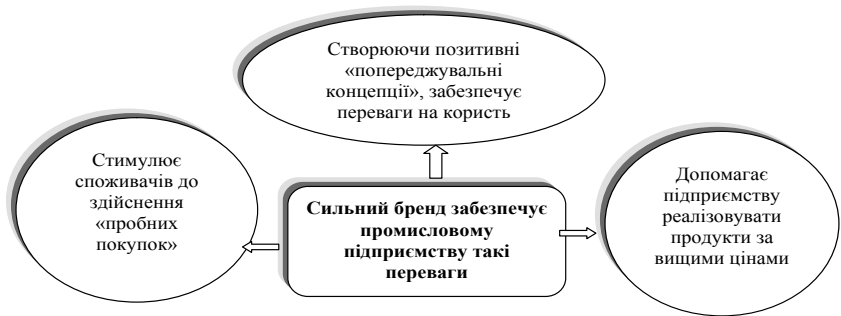 Створюючи позитивні
«попереджувальні
концепції», забезпечує
переваги на користь
Стимулює
споживачів до
здійснення
«пробних
покупок»
Сильний бренд забезпечує
промисловому
підприємству такі
переваги
Допомагає
підприємству
реалізовувати
продукти за
вищими цінами